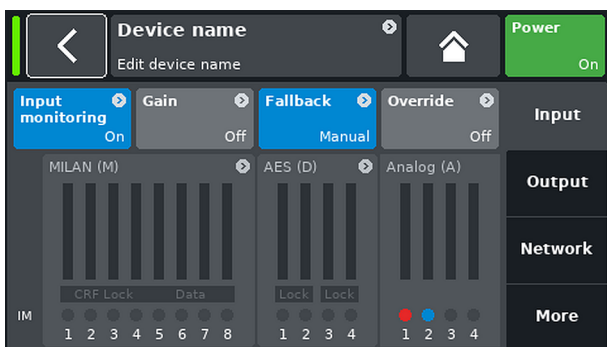 Device name
Edit device name
Power
On
Input monitoring
On
Gain
Off
Fallback
Manual
Override
Off
Input
Output
Network
More
MILAN (M)
AES (D)
Analog (A)
CRF Lock
Data
Lock
Lock
IM
1 2 3 4 5 6 7 8
1 2 3 4
1 2 3 4